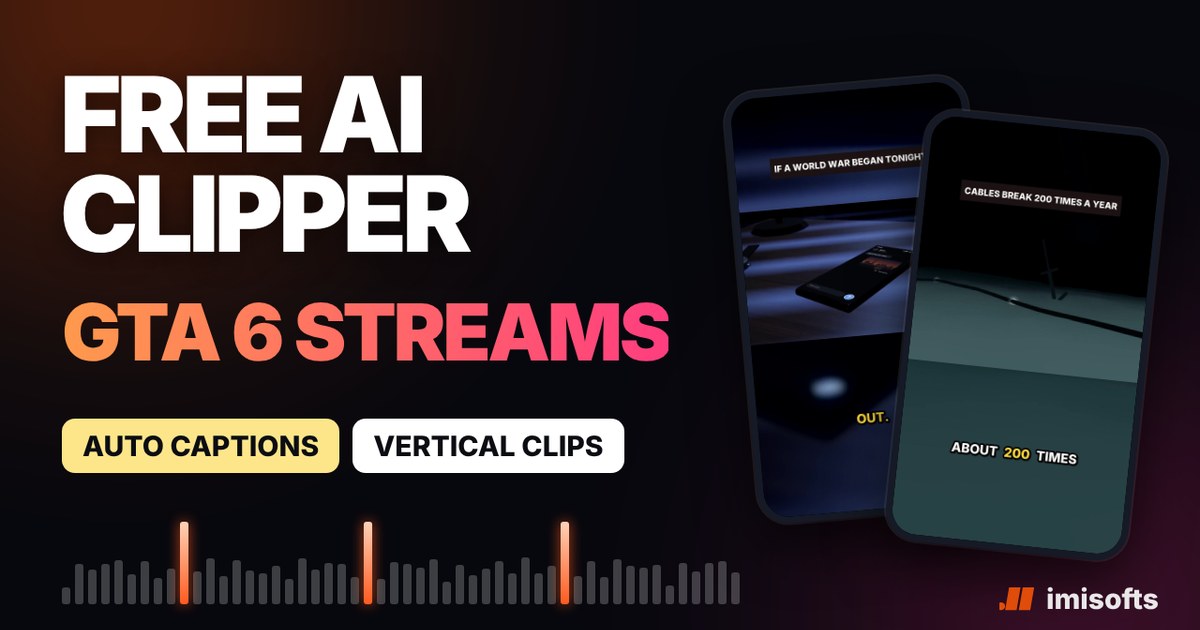 FREE AI
CLIPPER
GTA 6 STREAMS
AUTO CAPTIONS
VERTICAL CLIPS
IF A WORLD WAR BEGAN TONIGHT
OUT.
CABLES BREAK 200 TIMES A YEAR
ABOUT 200 TIMES
imisofts